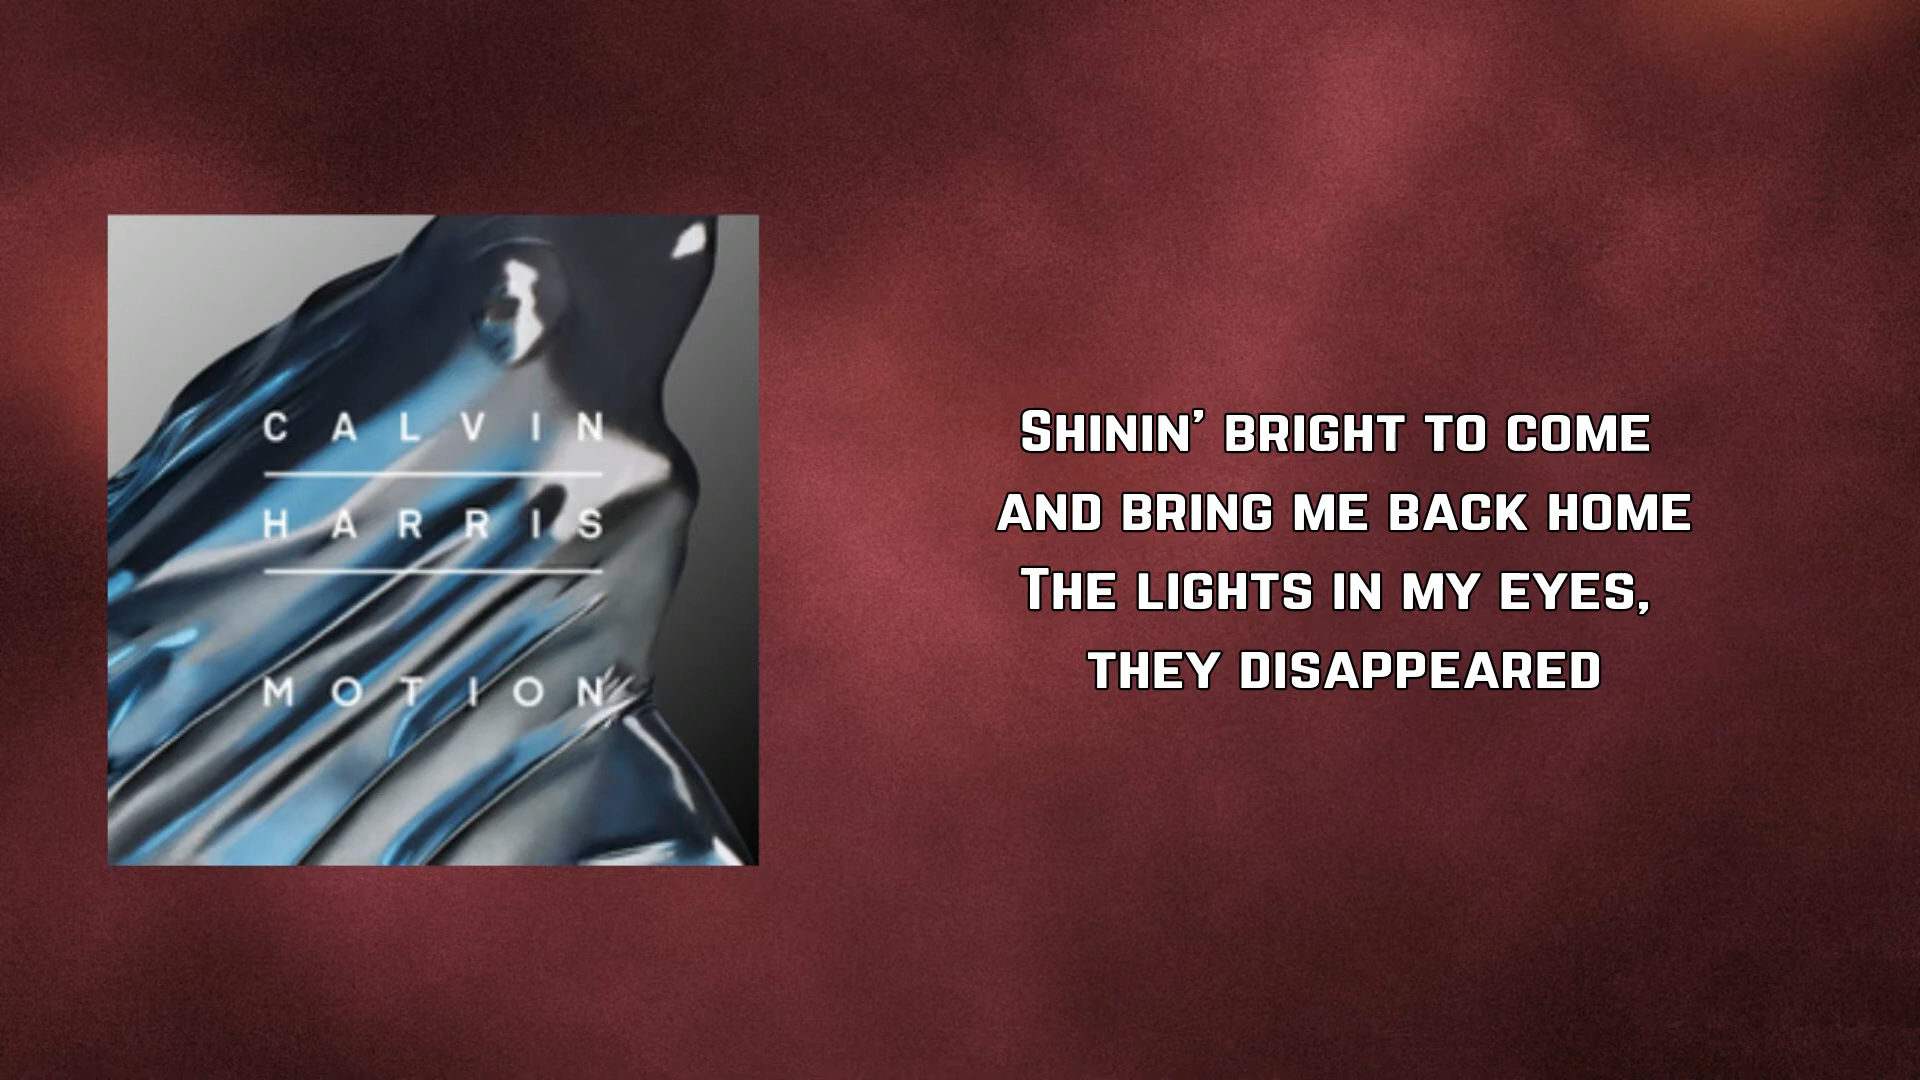 CALVIN
HARRIS
MOTION
Shinin’ bright to come
and bring me back home
The lights in my eyes,
they disappeared